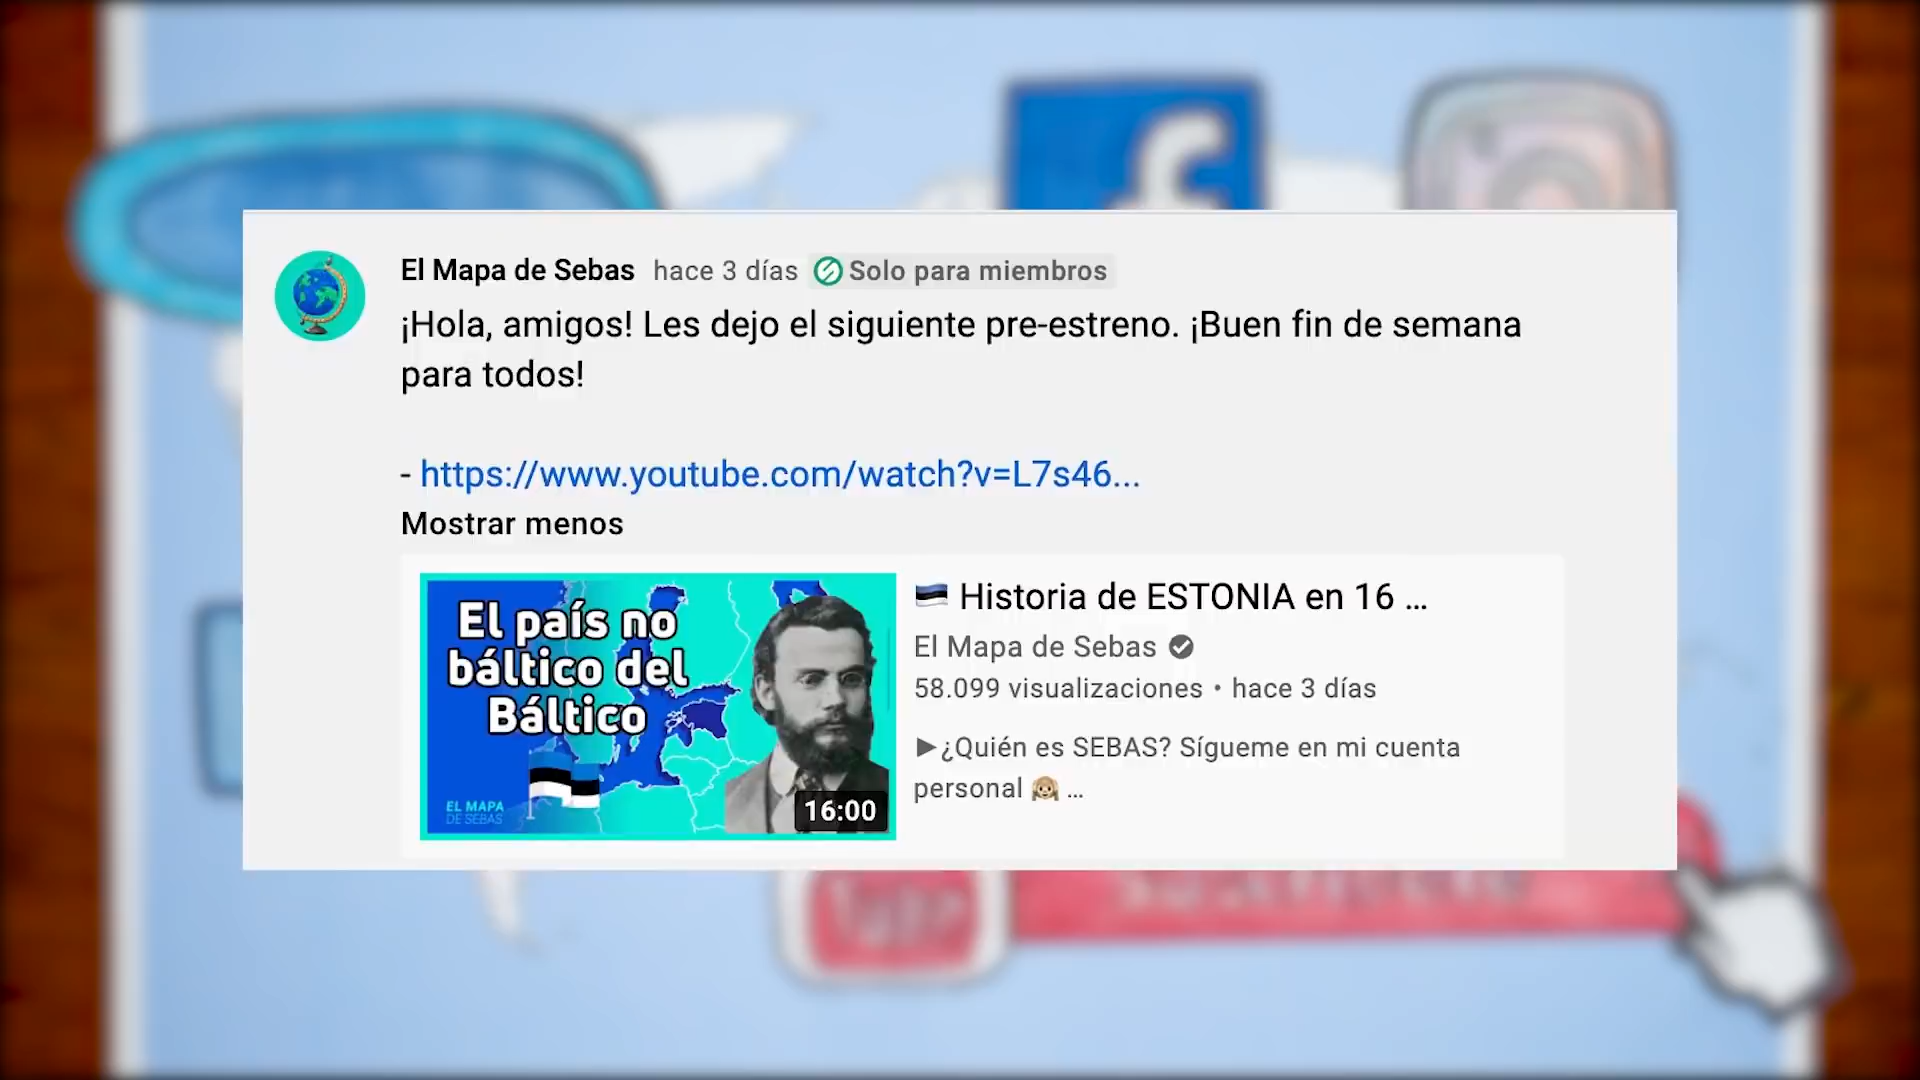 El Mapa de Sebas hace 3 días Solo para miembros
¡Hola, amigos! Les dejo el siguiente pre-estreno. ¡Buen fin de semana
para todos!
- https://www.youtube.com/watch?v=L7s46...
Mostrar menos
El país no
báltico del
Báltico
EL MAPA
DE SEBAS
16:00
Historia de ESTONIA en 16 ...
El Mapa de Sebas
58.099 visualizaciones • hace 3 días
▶¿Quién es SEBAS? Sígueme en mi cuenta
personal 🙉 ...